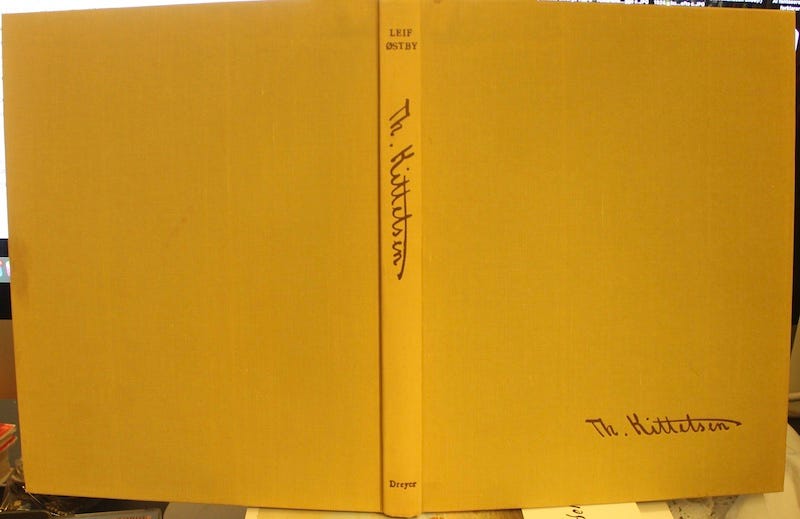 LEIF
ØSTBY
Th. Kittelsen
Dreyer
Th. Kittelsen